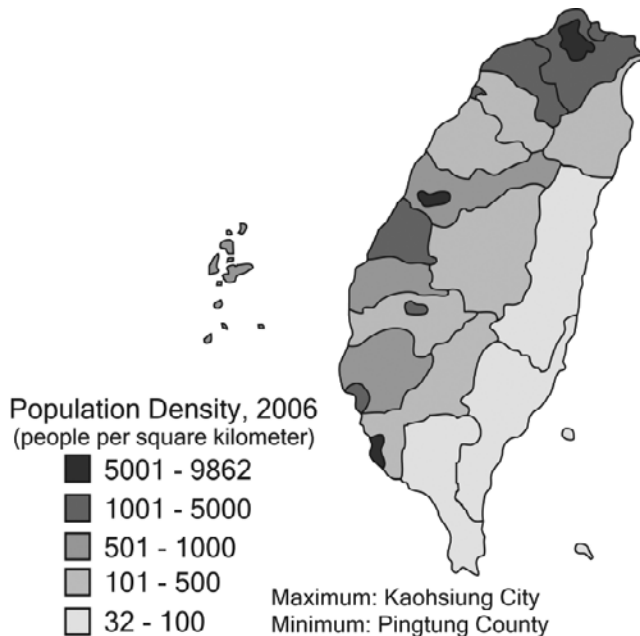 Population Density, 2006
(people per square kilometer)
5001 - 9862
1001 - 5000
501 - 1000
101 - 500
32 - 100
Maximum: Kaohsiung City
Minimum: Pingtung County